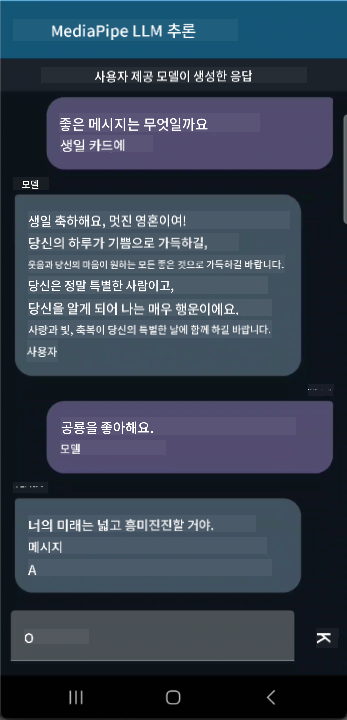 MediaPipe LLM 추론
사용자 제공 모델이 생성한 응답
좋은 메시지는 무엇일까요
생일 카드에
모델
생일 축하해요, 멋진 영혼이여!
당신의 하루가 기쁨으로 가득하길,
웃음과 당신의 마음이 원하는 모든 좋은 것으로 가득하길 바랍니다.
당신은 정말 특별한 사람이고,
당신을 알게 되어 나는 매우 행운이에요.
사랑과 빛, 축복이 당신의 특별한 날에 함께 하길 바랍니다.
사용자
공룡을 좋아해요.
모델
너의 미래는 넓고 흥미진진할 거야.
메시지
A
O
K